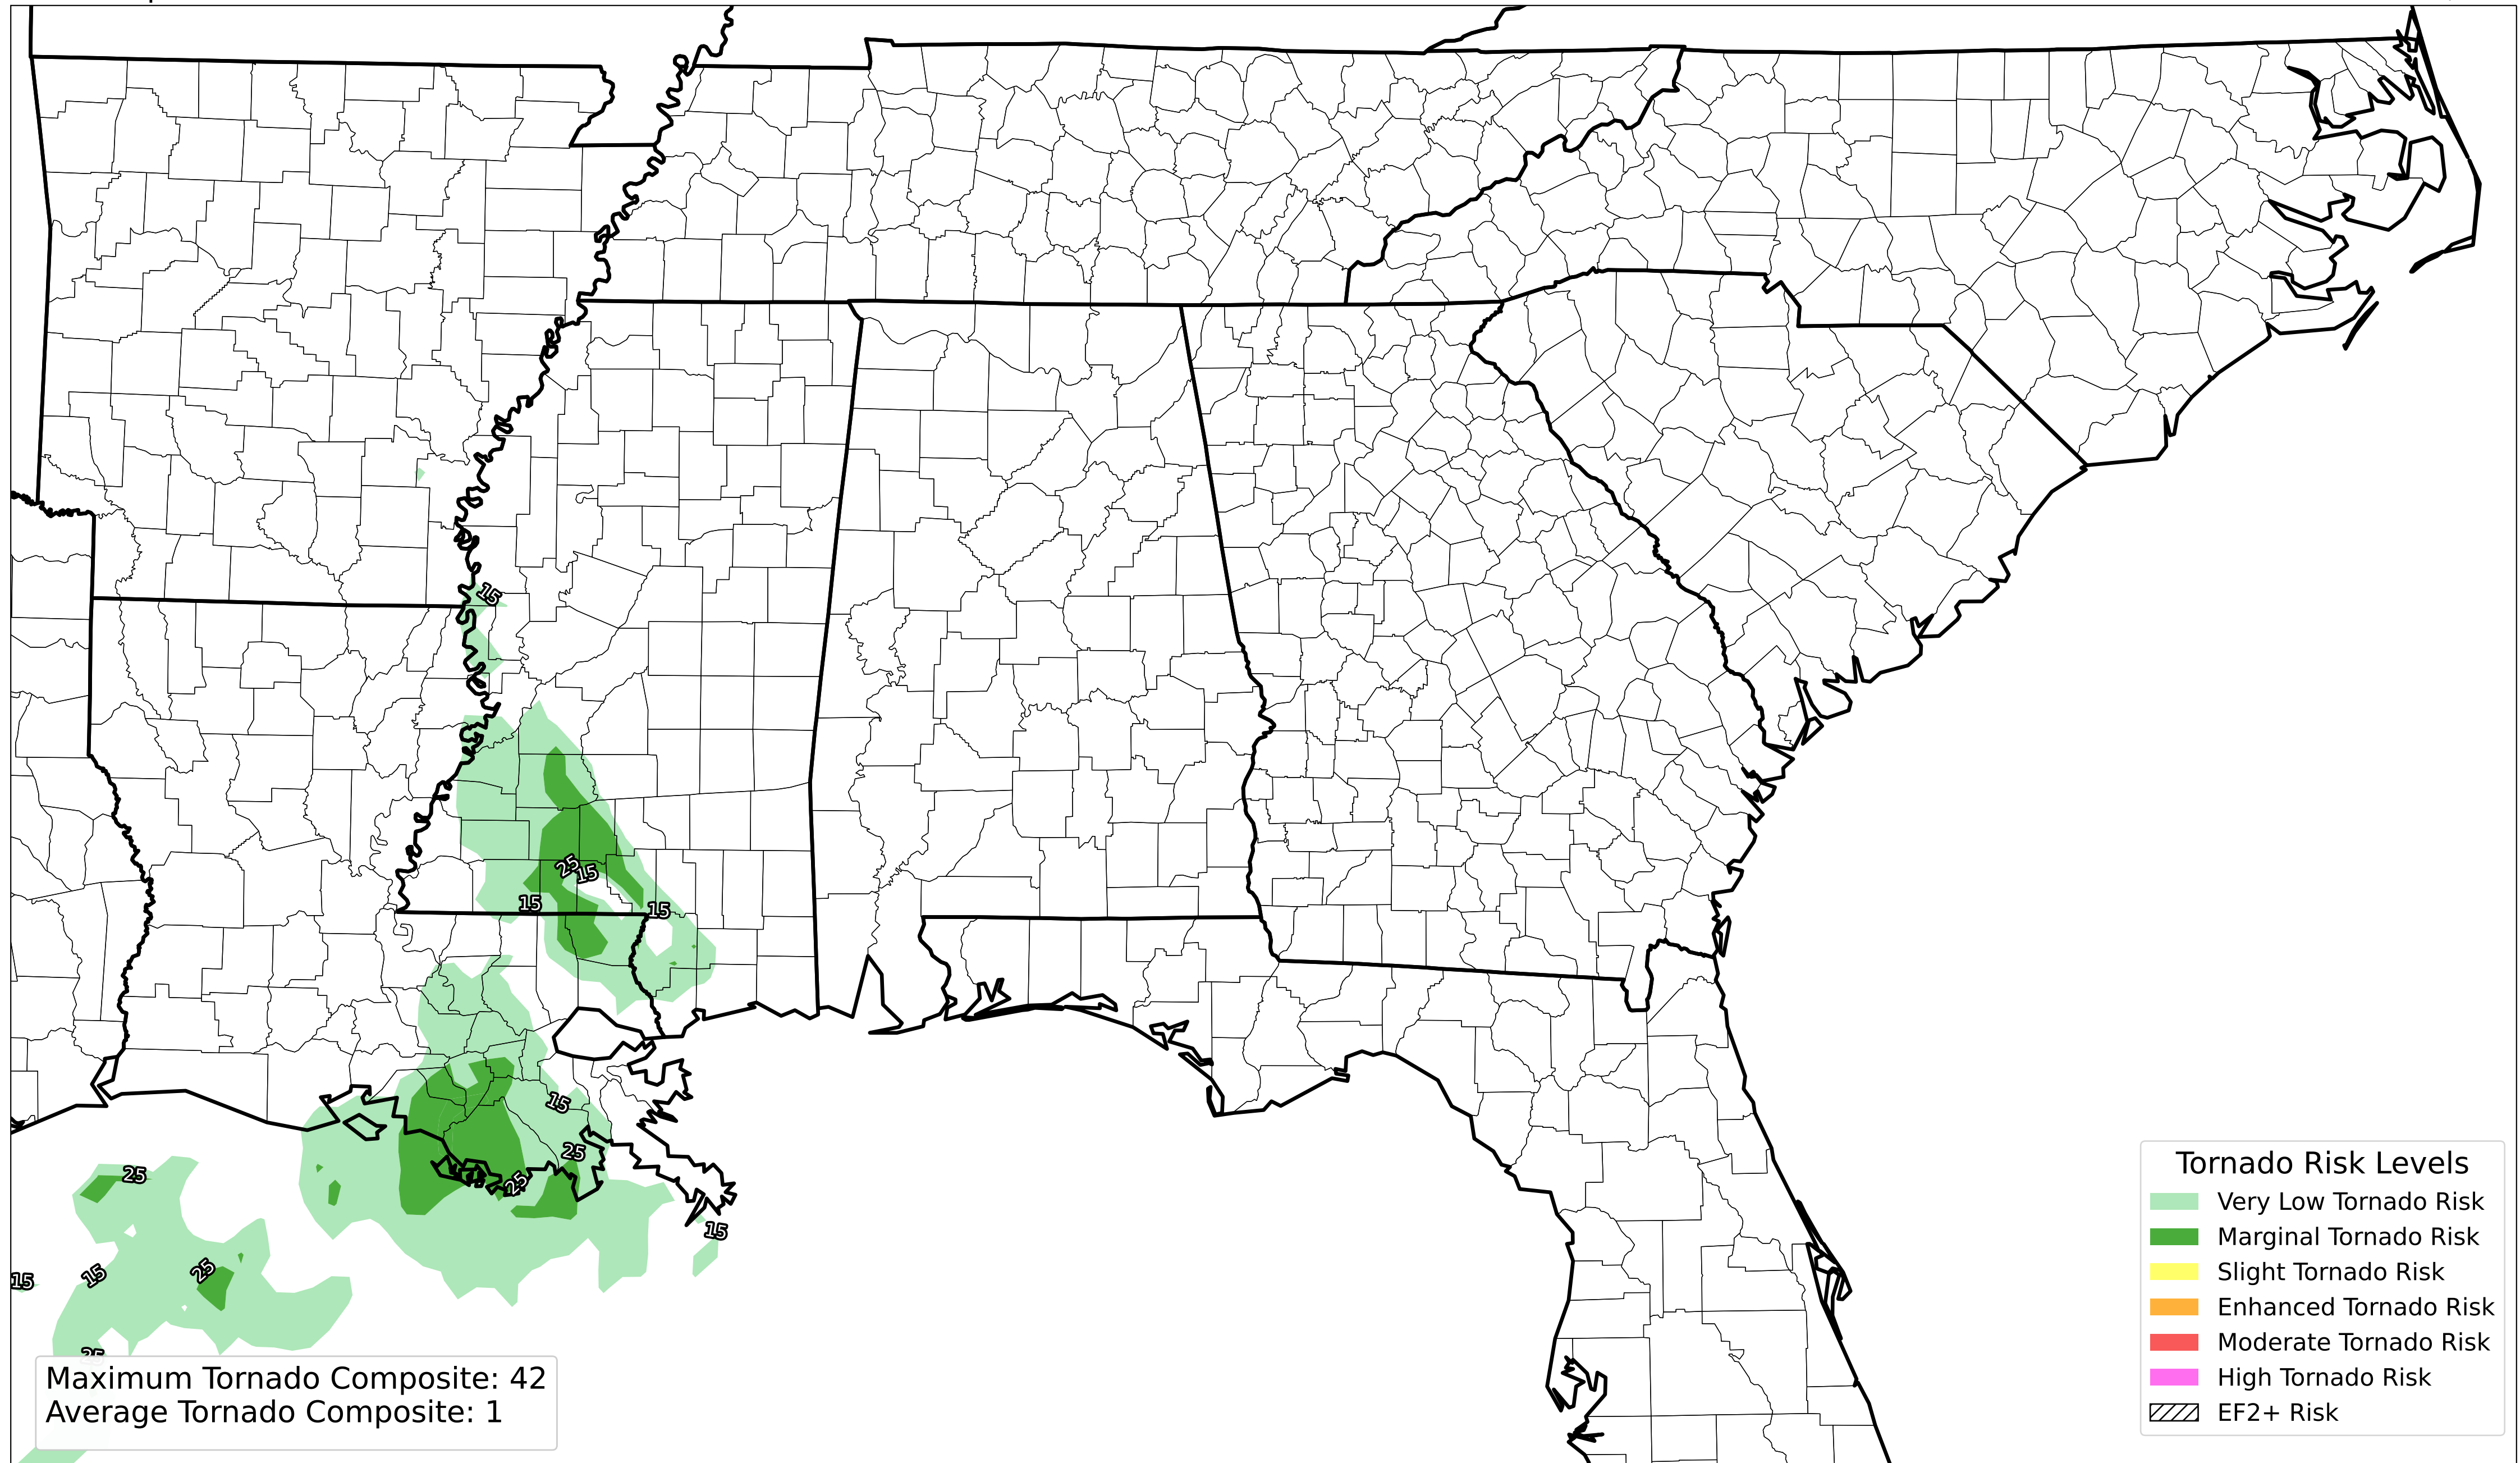 15
25
15
15
15
15
25
25
25
15
15
15
25
25
Tornado Risk Levels
Very Low Tornado Risk
Marginal Tornado Risk
Slight Tornado Risk
Enhanced Tornado Risk
Moderate Tornado Risk
High Tornado Risk
EF2+ Risk
Maximum Tornado Composite: 42
Average Tornado Composite: 1